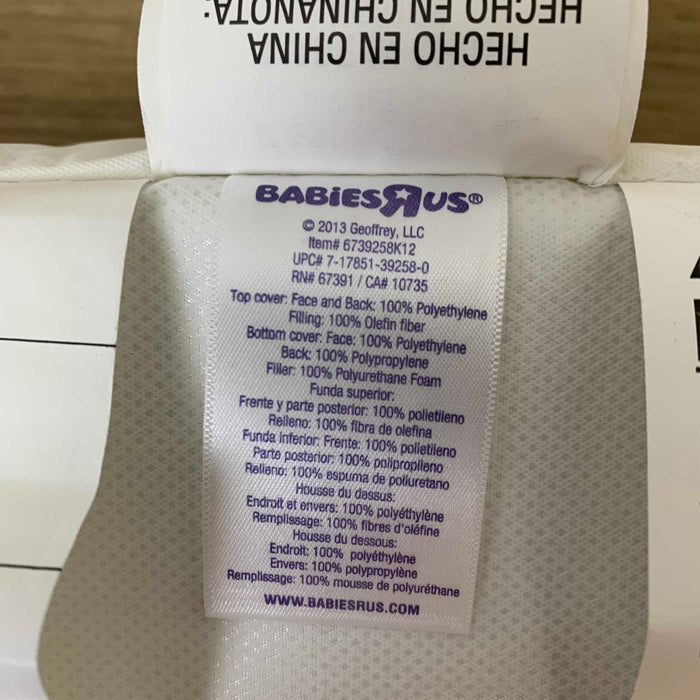 HECHO EN CHINANOTA:
HECHO EN CHINA
BABIESRUS®
© 2013 Geoffrey, LLC
Item# 6739258K12
UPC# 7-17851-39258-0
RN# 67391 / CA# 10735
Top cover: Face and Back: 100% Polyethylene
Filling: 100% Olefin fiber
Bottom cover: Face: 100% Polyethylene
Back: 100% Polypropylene
Filler: 100% Polyurethane Foam
Funda superior:
Frente y parte posterior: 100% polietileno
Relleno: 100% fibra de olefina
Funda Inferior: Frente: 100% polietileno
Parte posterior: 100% polipropileno
Relleno: 100% espuma de poliuretano
Housse du dessus:
Endroit et envers: 100% polyéthylène
Remplissage: 100% fibres d'oléfine
Housse du dessous:
Endroit: 100% polyéthylène
Envers: 100% polypropylène
Remplissage: 100% mousse de polyuréthane
WWW.BABIESRUS.COM